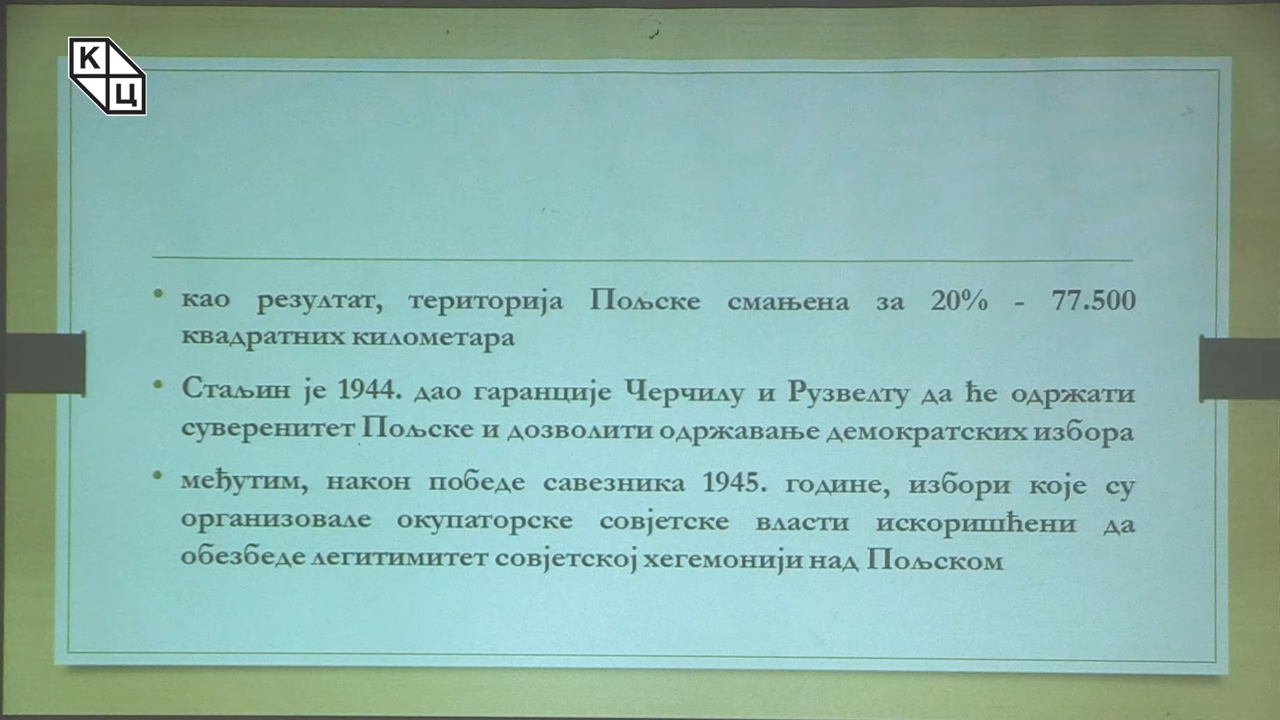 К
Ц
• као резултат, територија Пољске смањена за 20% - 77.500
квадратних километара
• Стаљин је 1944. дао гаранције Черчилу и Рузвелту да ће одржати
суверенитет Пољске и дозволити одржавање демократских избора
• међутим, након победе савезника 1945. године, избори које су
организовале окупаторске совјетске власти искоришћени да
обезбеде легитимитет совјетској хегемонији над Пољском